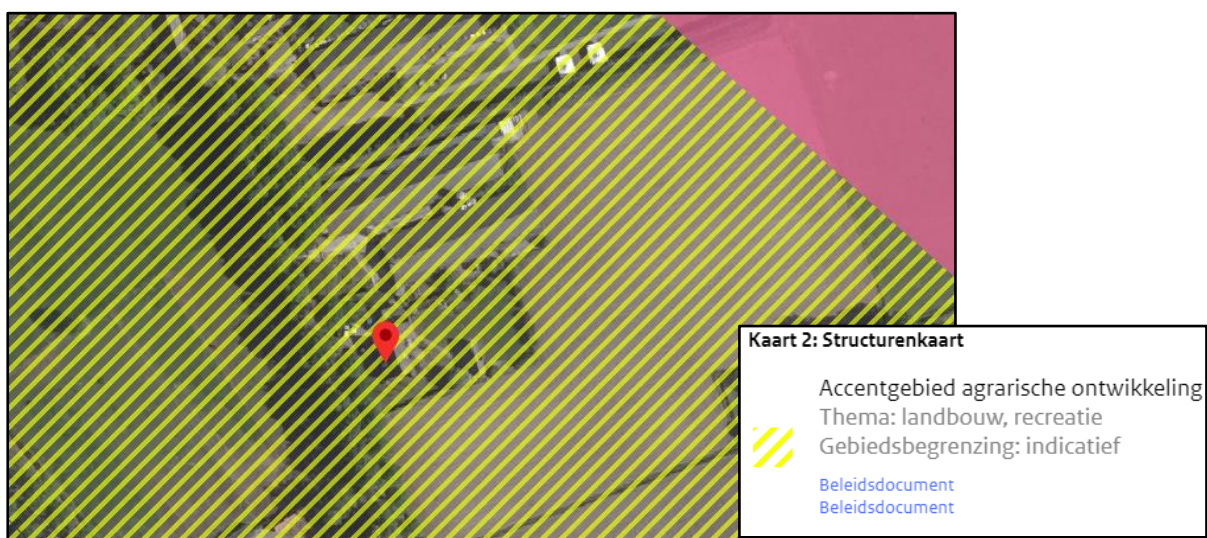 Kaart 2: Structurenkaart
Accentgebied agrarische ontwikkeling
Thema: landbouw, recreatie
Gebiedsbegrenzing: indicatief
Beleidsdocument
Beleidsdocument